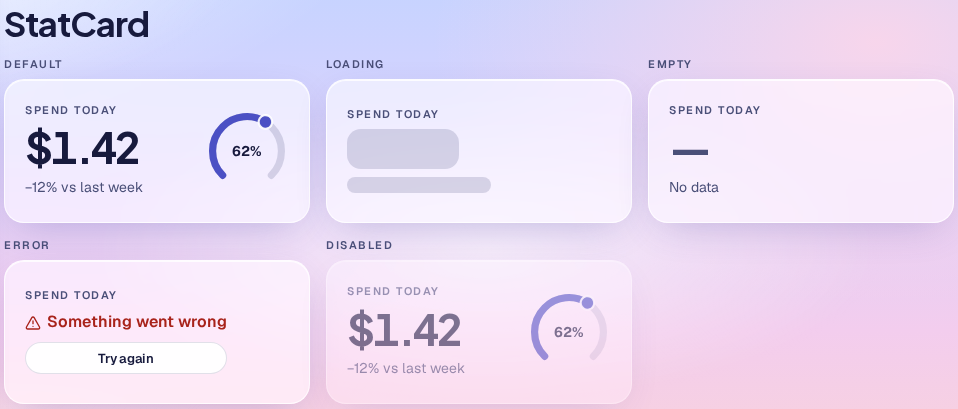 StatCard
DEFAULT
LOADING
EMPTY
SPEND TODAY
$1.42
–12% vs last week
62%
SPEND TODAY
SPEND TODAY
—
No data
ERROR
DISABLED
SPEND TODAY
Something went wrong
Try again
SPEND TODAY
$1.42
–12% vs last week
62%